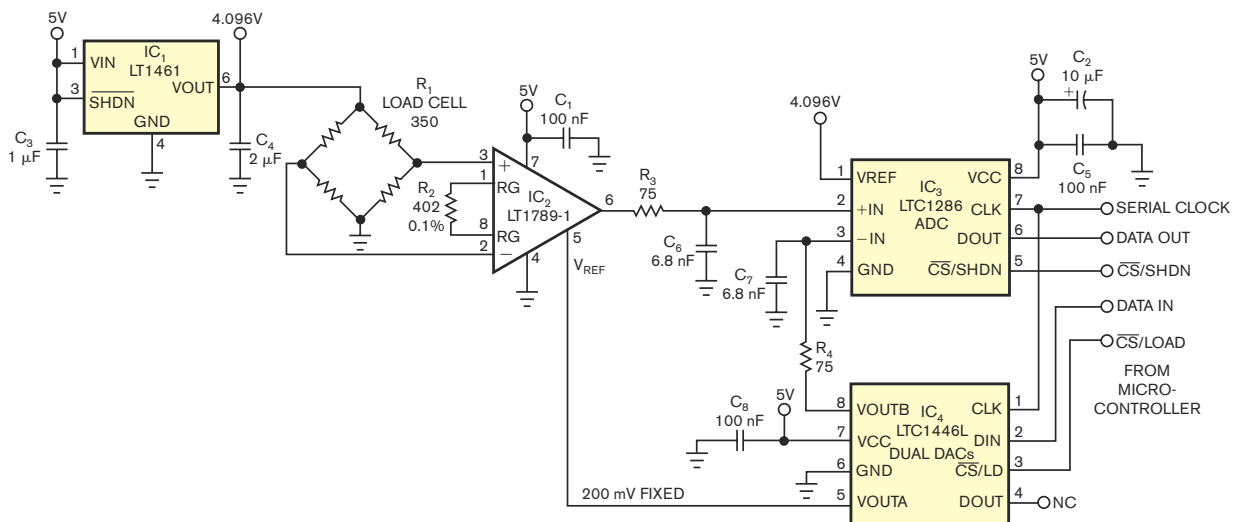 5V
4.096V
IC1
LT1461
1
VIN
VOUT
6
3
SHDN
GND
4
C3
1 µF
C4
2 µF
R1
LOAD CELL
350
5V
C1
100 nF
3
+
7
1
RG
IC2
LT1789-1
R2
402
0.1%
8
RG
2
−
6
5
4
VREF
R3
75
C6
6.8 nF
C7
6.8 nF
4.096V
5V
C2
10 µF
+
C5
100 nF
1
VREF
IC3
LTC1286
ADC
VCC
8
2
+IN
CLK
7
SERIAL CLOCK
3
−IN
DOUT
6
DATA OUT
4
GND
CS/SHDN
5
CS/SHDN
DATA IN
CS/LOAD
FROM
MICRO-
CONTROLLER
R4
75
C8
100 nF
5V
8
VOUTB
IC4
LTC1446L
DUAL DACs
CLK
1
7
VCC
DIN
2
6
GND
CS/LD
3
200 mV FIXED
5
VOUTA
DOUT
4
NC